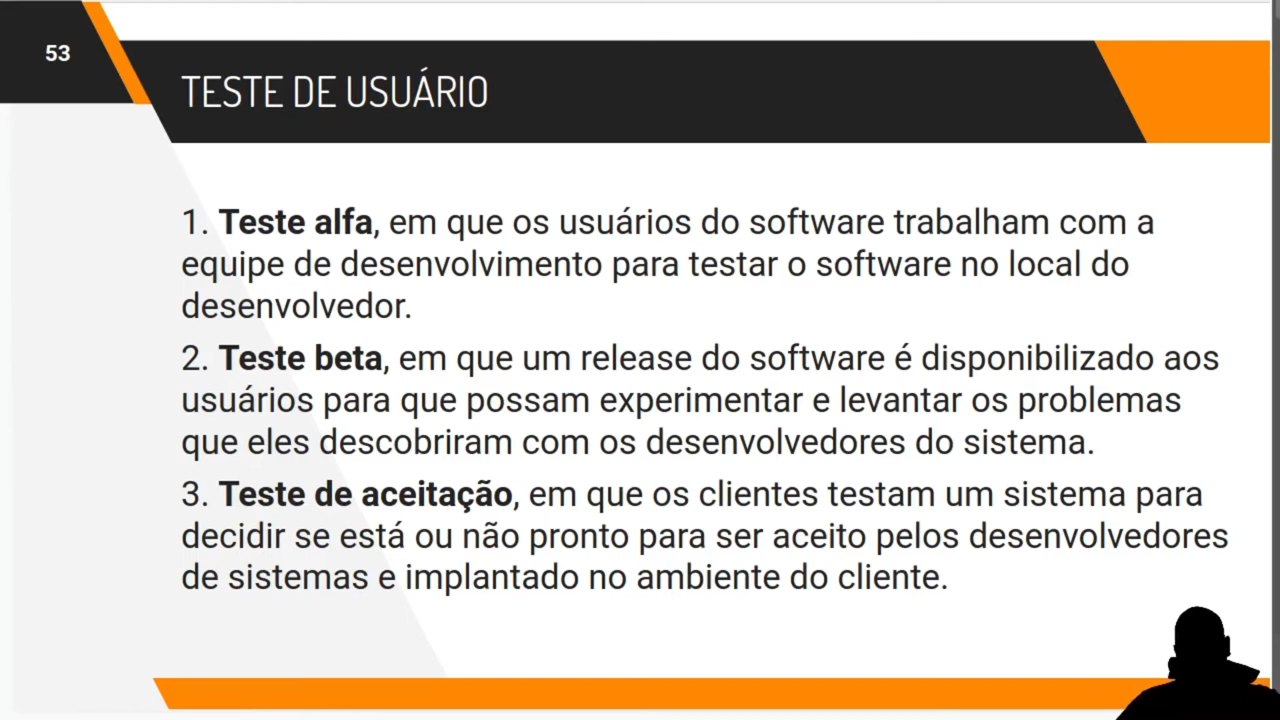 53
TESTE DE USUÁRIO
1. Teste alfa, em que os usuários do software trabalham com a
equipe de desenvolvimento para testar o software no local do
desenvolvedor.
2. Teste beta, em que um release do software é disponibilizado aos
usuários para que possam experimentar e levantar os problemas
que eles descobriram com os desenvolvedores do sistema.
3. Teste de aceitação, em que os clientes testam um sistema para
decidir se está ou não pronto para ser aceito pelos desenvolvedores
de sistemas e implantado no ambiente do cliente.